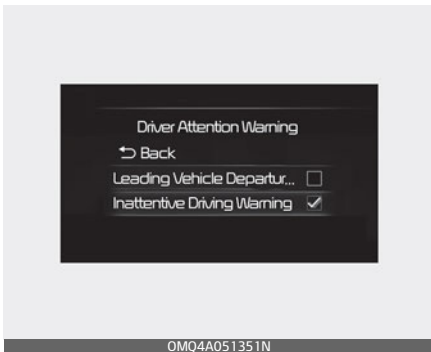 Driver Attention Warning
Back
Leading Vehicle Departur...
Inattentive Driving Warning
OMQ4A051351N